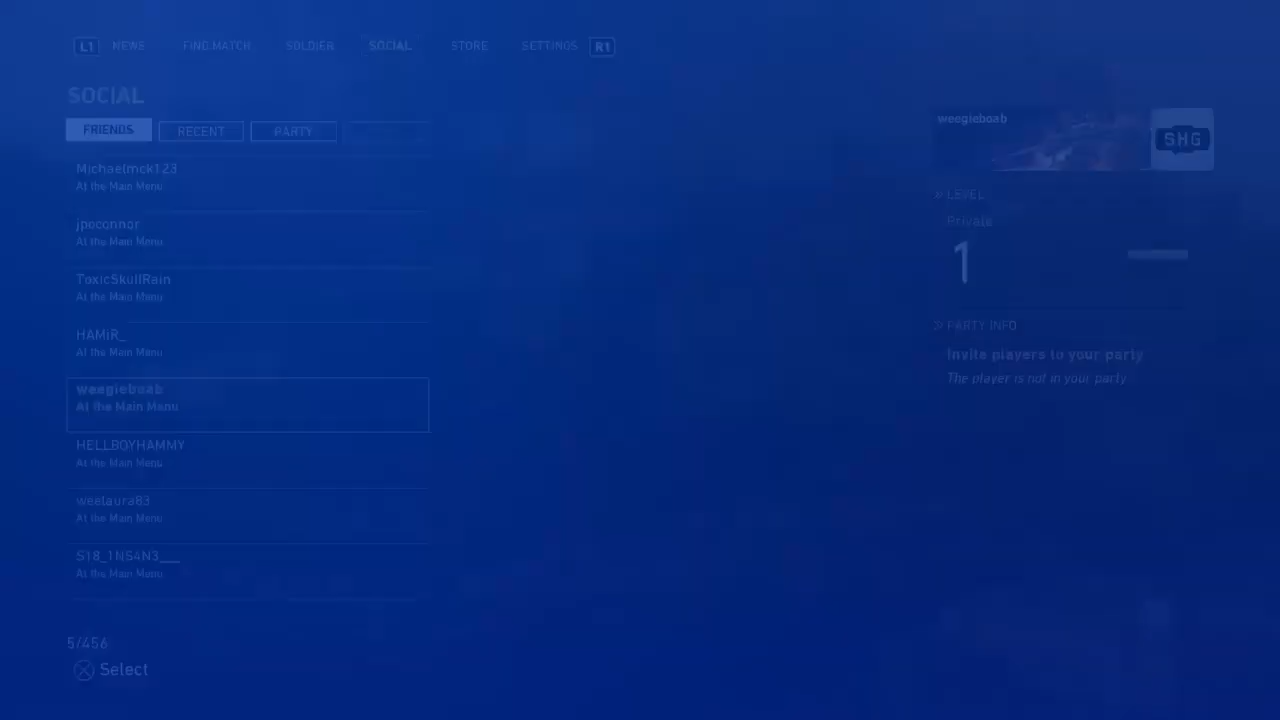 L1 NEWS FIND MATCH SOLDIER SOCIAL STORE SETTINGS R1
SOCIAL
FRIENDS RECENT PARTY
Michaelmck123
At the Main Menu
jpoconnor
At the Main Menu
ToxicSkullRain
At the Main Menu
HAMiR_
At the Main Menu
weegieboab
At the Main Menu
HELLBOYHAMMY
At the Main Menu
weelaura83
At the Main Menu
S18_1NS4N3___
At the Main Menu
5/456
Select
weegieboab
SHG
» LEVEL
Private
1
» PARTY INFO
Invite players to your party
The player is not in your party